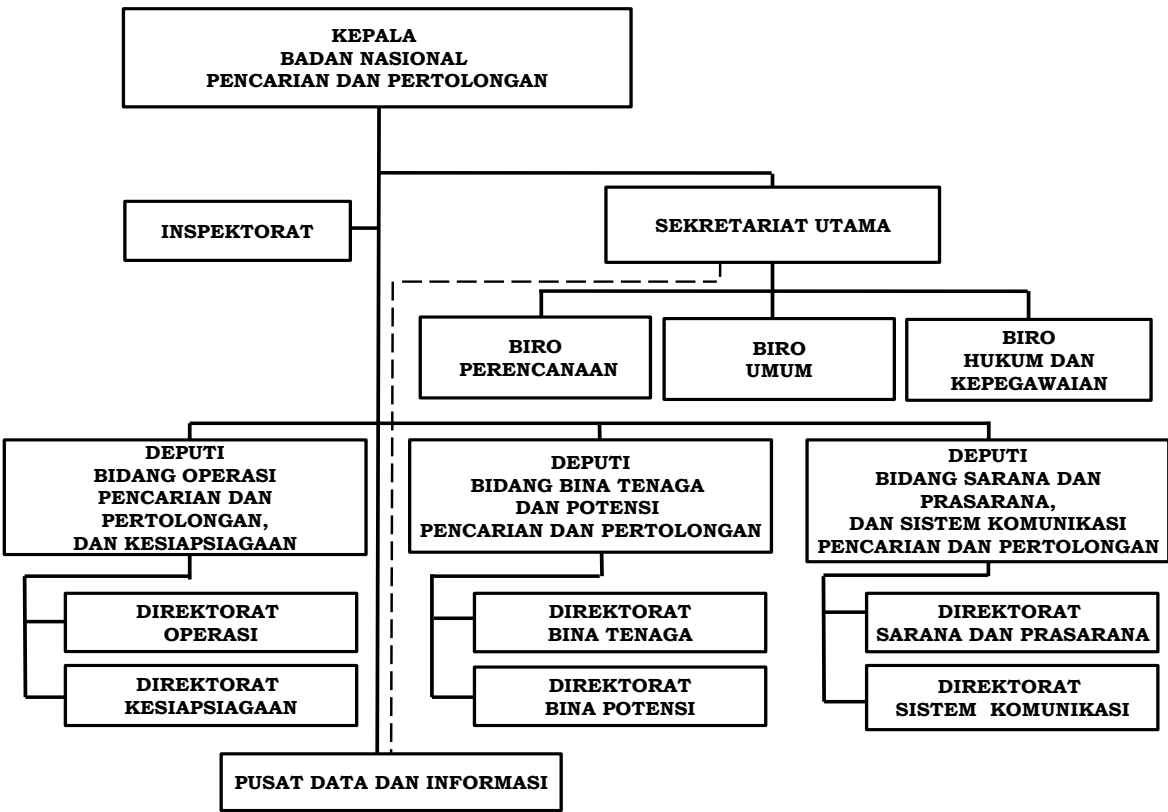 KEPALA
BADAN NASIONAL
PENCARIAN DAN PERTOLONGAN
INSPEKTORAT
SEKRETARIAT UTAMA
BIRO
PERENCANAAN
BIRO
UMUM
BIRO
HUKUM DAN
KEPEGAWAIAN
DEPUTI
BIDANG OPERASI
PENCARIAN DAN
PERTOLONGAN,
DAN KESIAPSIAGAAN
DEPUTI
BIDANG BINA TENAGA
DAN POTENSI
PENCARIAN DAN PERTOLONGAN
DEPUTI
BIDANG SARANA DAN
PRASARANA,
DAN SISTEM KOMUNIKASI
PENCARIAN DAN PERTOLONGAN
DIREKTORAT
OPERASI
DIREKTORAT
BINA TENAGA
DIREKTORAT
SARANA DAN PRASARANA
DIREKTORAT
KESIAPSIAGAAN
DIREKTORAT
BINA POTENSI
DIREKTORAT
SISTEM KOMUNIKASI
PUSAT DATA DAN INFORMASI